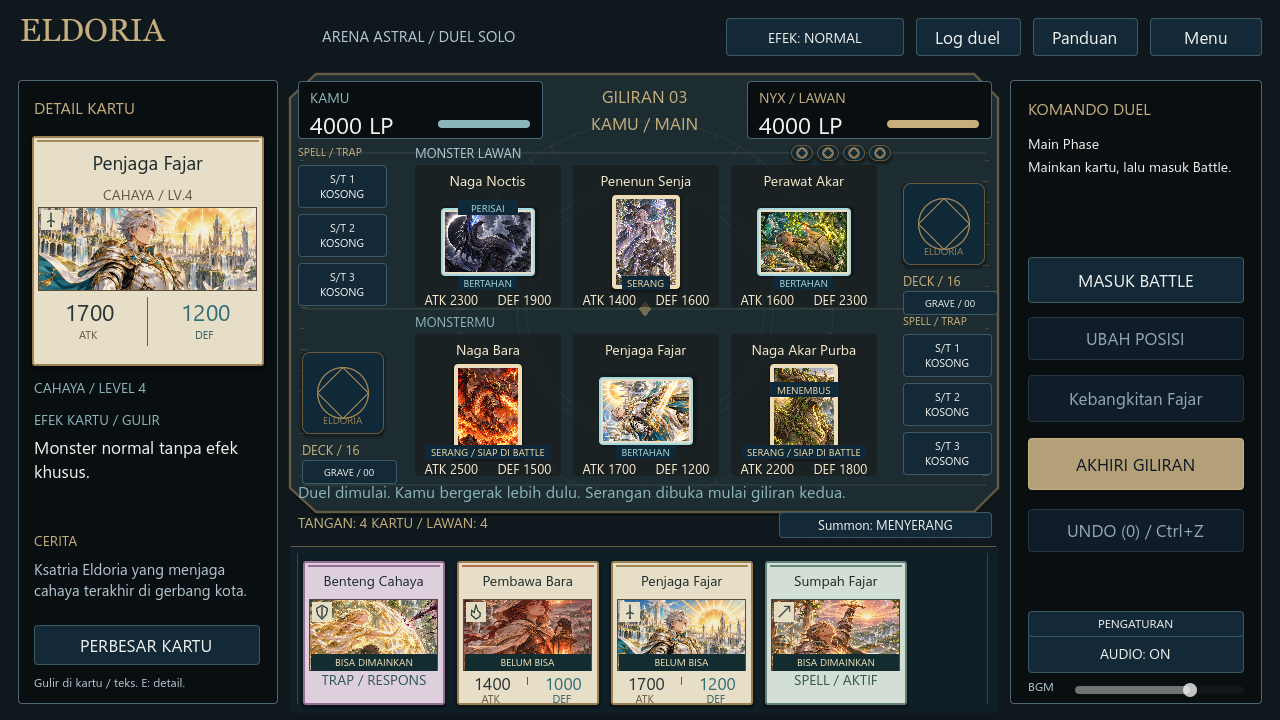 ELDORIA
ARENA ASTRAL / DUEL SOLO
EFEK: NORMAL
Log duel
Panduan
Menu
DETAIL KARTU
Penjaga Fajar
CAHAYA / LV.4
1700
ATK
1200
DEF
CAHAYA / LEVEL 4
EFEK KARTU / GULIR
Monster normal tanpa efek
khusus.
CERITA
Ksatria Eldoria yang menjaga
cahaya terakhir di gerbang kota.
PERBESAR KARTU
Gulir di kartu / teks. E: detail.
KAMU
4000 LP
GILIRAN 03
KAMU / MAIN
NYX / LAWAN
4000 LP
SPELL / TRAP
MONSTER LAWAN
S/T 1
KOSONG
S/T 2
KOSONG
S/T 3
KOSONG
Naga Noctis
PERISAI
BERTAHAN
ATK 2300 DEF 1900
Penenun Senja
SERANG
ATK 1400 DEF 1600
Perawat Akar
BERTAHAN
ATK 1600 DEF 2300
ELDORIA
DECK / 16
GRAVE / 00
MONSTERMU
SPELL / TRAP
ELDORIA
DECK / 16
GRAVE / 00
Naga Bara
SERANG / SIAP DI BATTLE
ATK 2500 DEF 1500
Penjaga Fajar
BERTAHAN
ATK 1700 DEF 1200
Naga Akar Purba
MENEMBUS
SERANG / SIAP DI BATTLE
ATK 2200 DEF 1800
S/T 1
KOSONG
S/T 2
KOSONG
S/T 3
KOSONG
Duel dimulai. Kamu bergerak lebih dulu. Serangan dibuka mulai giliran kedua.
TANGAN: 4 KARTU / LAWAN: 4
Summon: MENYERANG
Benteng Cahaya
BISA DIMAINKAN
TRAP / RESPONS
Pembawa Bara
BELUM BISA
1400
ATK
1000
DEF
Penjaga Fajar
BELUM BISA
1700
ATK
1200
DEF
Sumpah Fajar
BISA DIMAINKAN
SPELL / AKTIF
KOMANDO DUEL
Main Phase
Mainkan kartu, lalu masuk Battle.
MASUK BATTLE
UBAH POSISI
Kebangkitan Fajar
AKHIRI GILIRAN
UNDO (0) / Ctrl+Z
PENGATURAN
AUDIO: ON
BGM